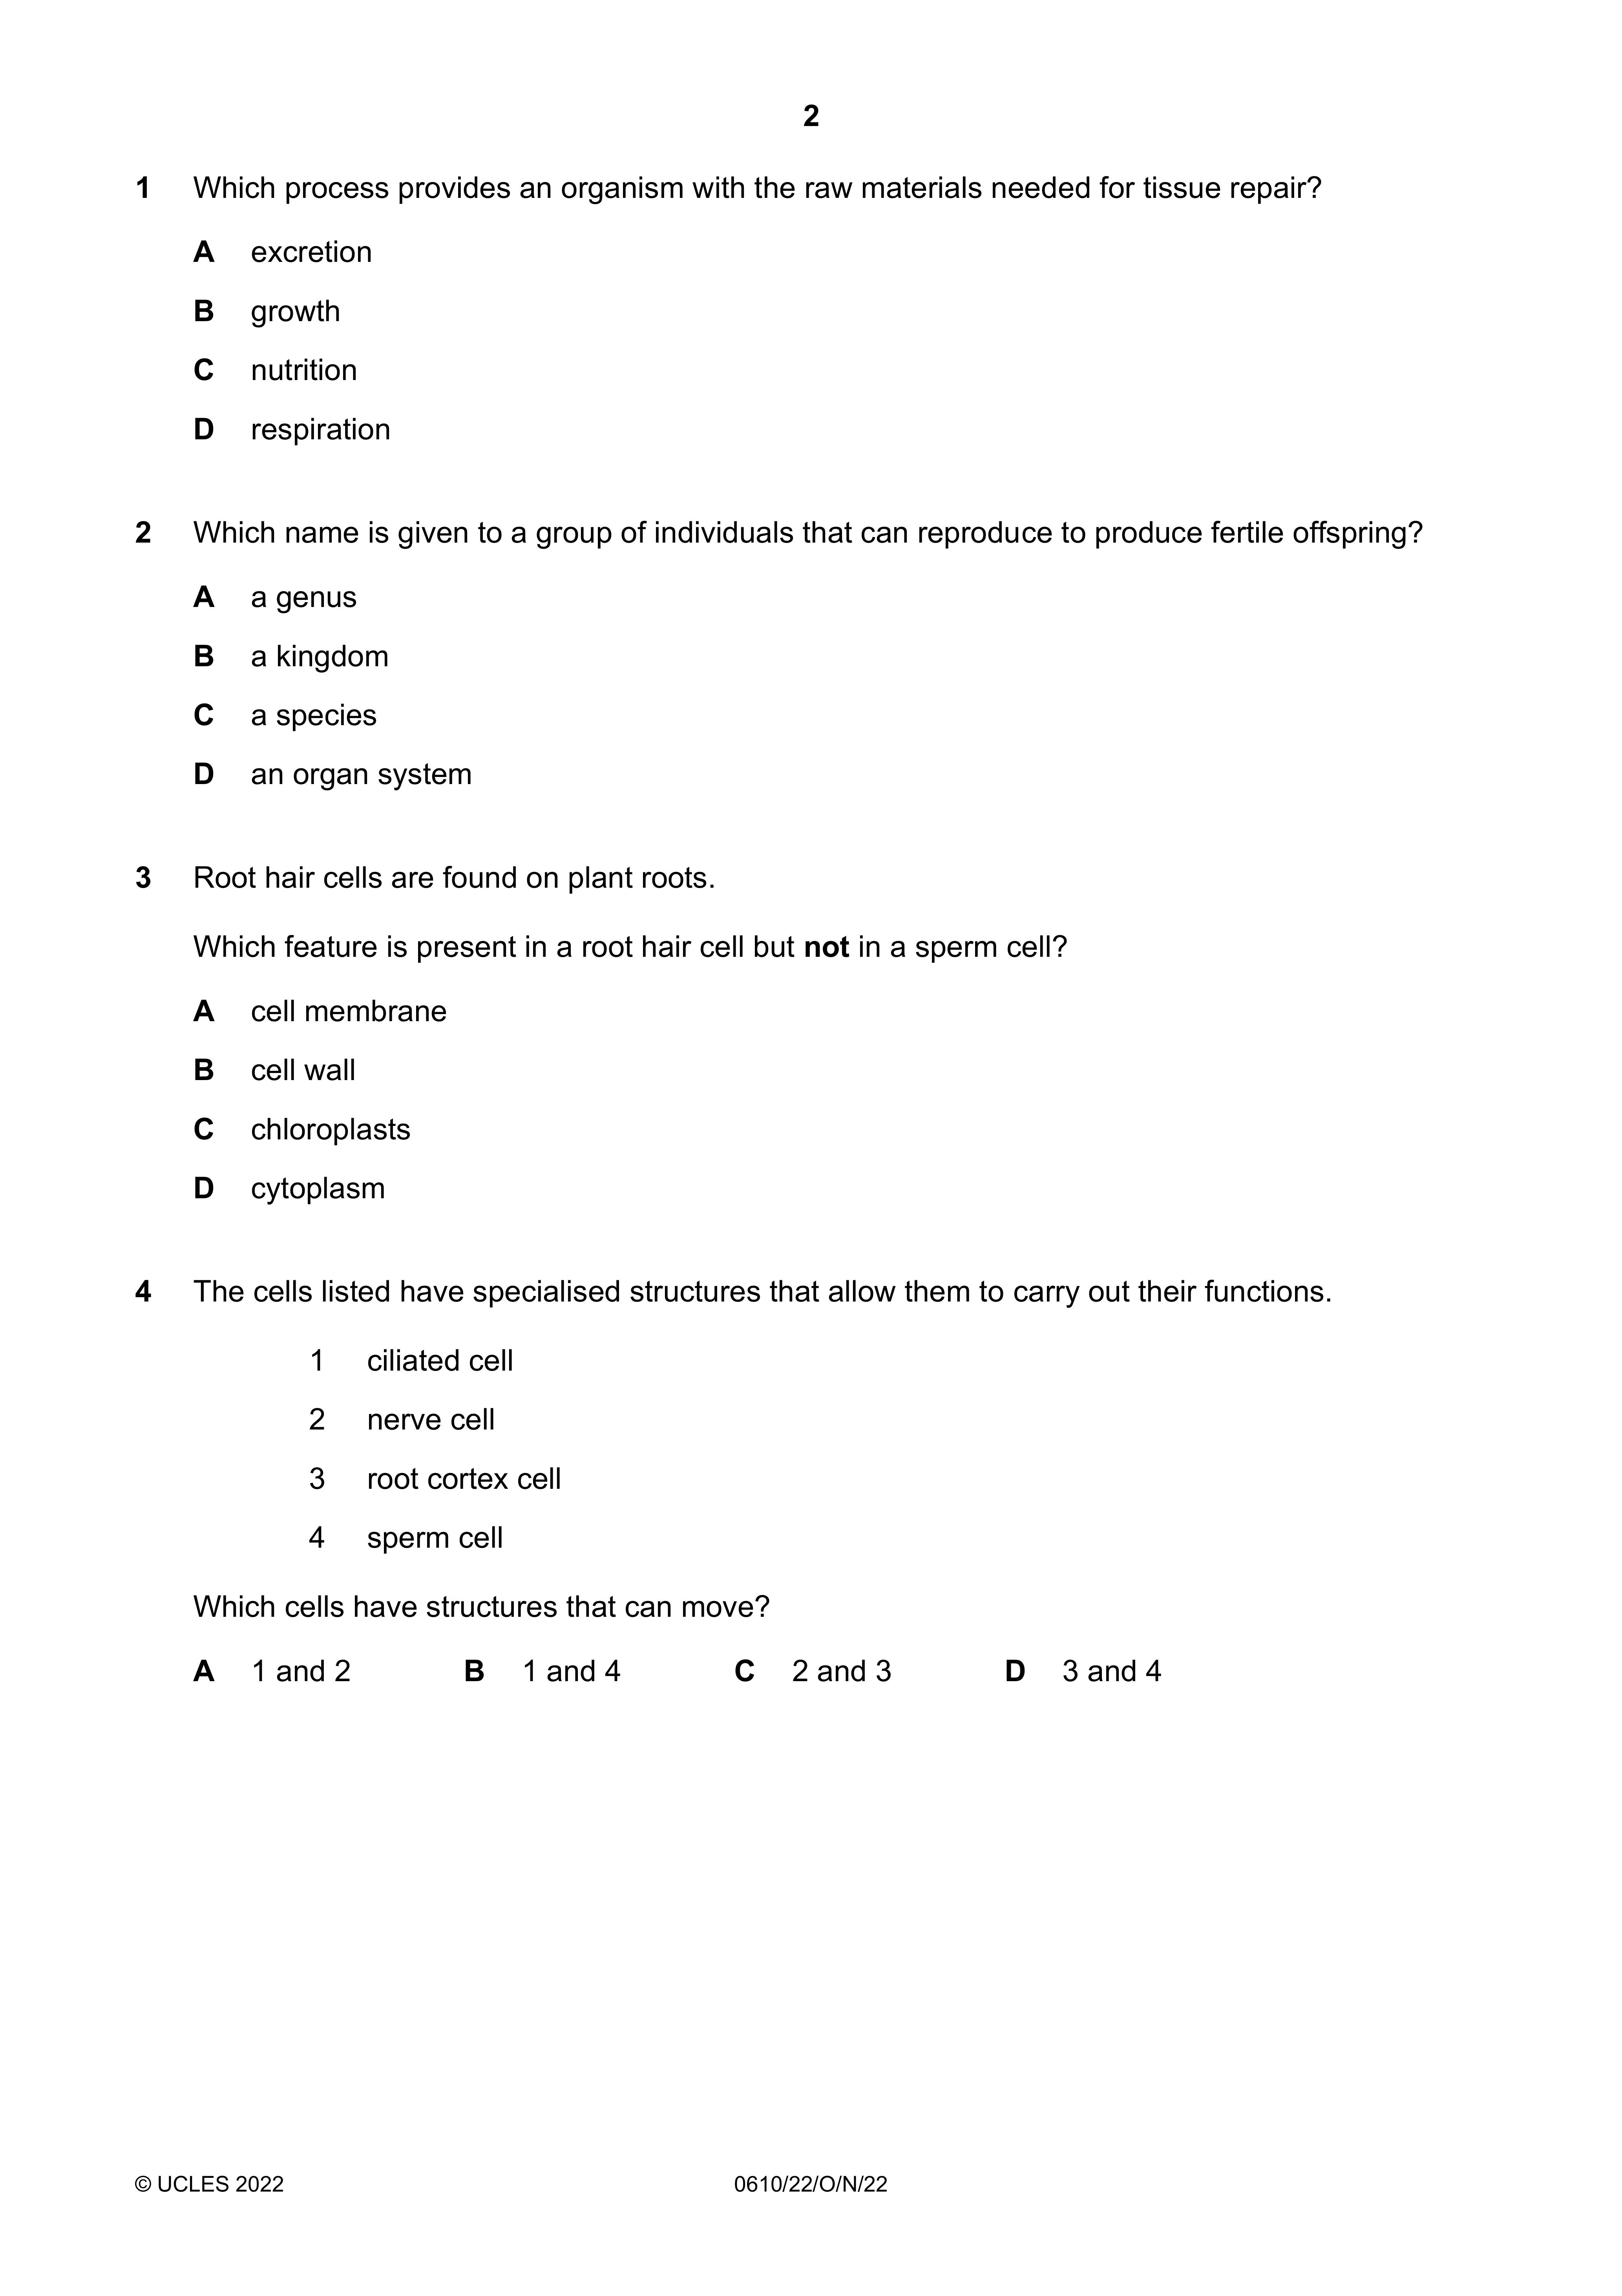 2
1 Which process provides an organism with the raw materials needed for tissue repair?
A excretion
B growth
C nutrition
D respiration
2 Which name is given to a group of individuals that can reproduce to produce fertile offspring?
A a genus
B a kingdom
C a species
D an organ system
3 Root hair cells are found on plant roots.
Which feature is present in a root hair cell but not in a sperm cell?
A cell membrane
B cell wall
C chloroplasts
D cytoplasm
4 The cells listed have specialised structures that allow them to carry out their functions.
1 ciliated cell
2 nerve cell
3 root cortex cell
4 sperm cell
Which cells have structures that can move?
A 1 and 2 B 1 and 4 C 2 and 3 D 3 and 4
© UCLES 2022 0610/22/O/N/22